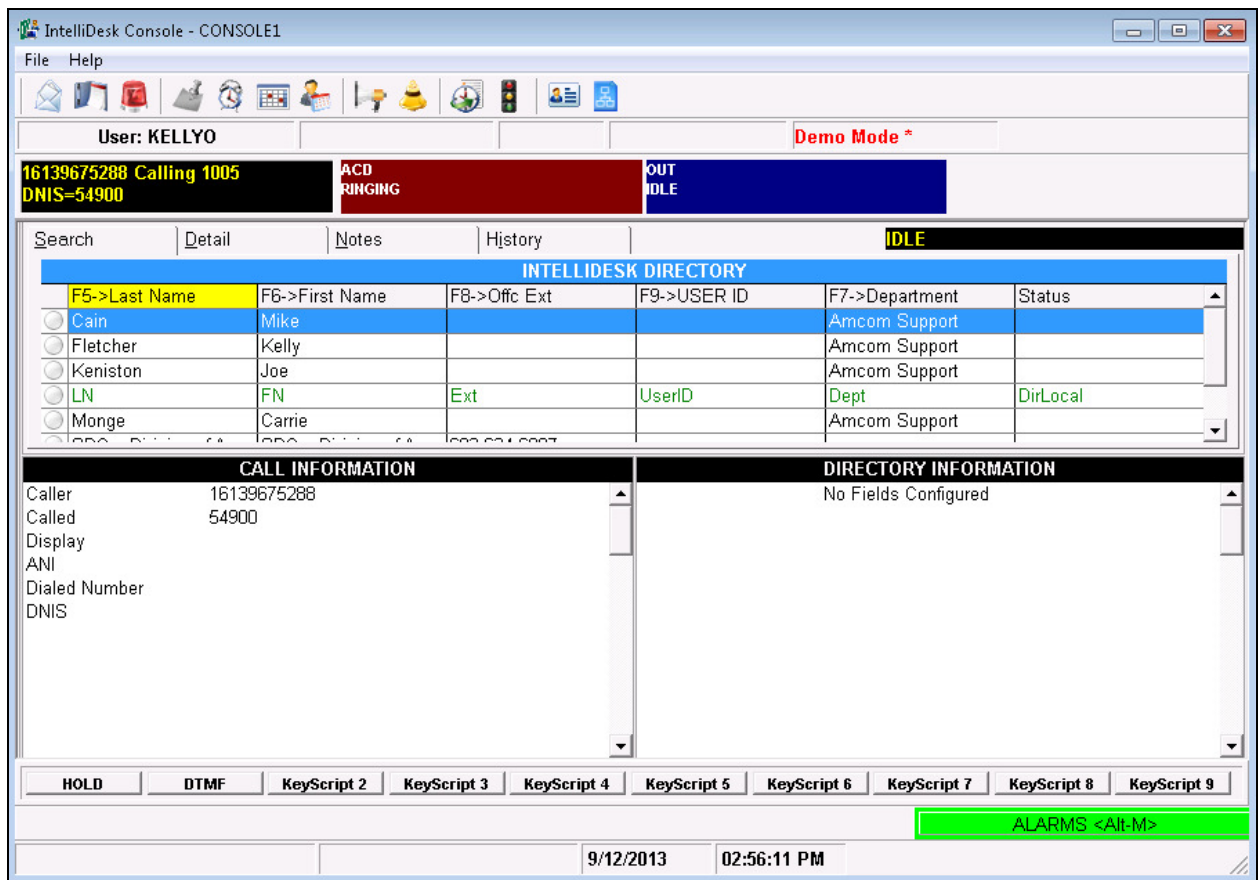 IntelliDesk Console - CONSOLE1
File Help
User: KELLYO Demo Mode *
16139675288 Calling 1005
DNIS=54900
ACD
RINGING
OUT
IDLE
Search Detail Notes History IDLE
INTELLIDESK DIRECTORY
F5->Last Name F6->First Name F8->Offc Ext F9->USER ID F7->Department Status
Cain Mike Amcom Support
Fletcher Kelly Amcom Support
Keniston Joe Amcom Support
LN FN Ext UserID Dept DirLocal
Monge Carrie Amcom Support
CALL INFORMATION
Caller 16139675288
Called 54900
Display
ANI
Dialed Number
DNIS
DIRECTORY INFORMATION
No Fields Configured
HOLD DTMF KeyScript 2 KeyScript 3 KeyScript 4 KeyScript 5 KeyScript 6 KeyScript 7 KeyScript 8 KeyScript 9
ALARMS <Alt-M>
9/12/2013 02:56:11 PM